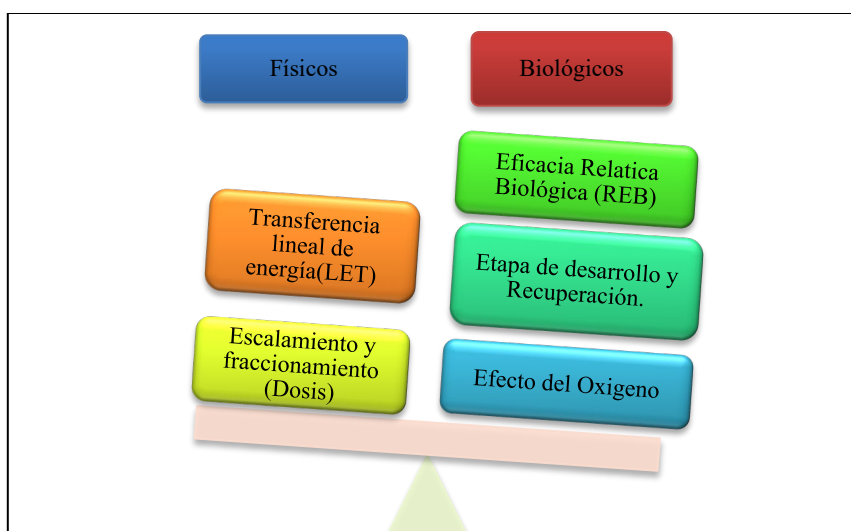 Físicos
Biológicos
Eficacia Relatica
Biológica (REB)
Transferencia
lineal de
energía(LET)
Etapa de desarrollo y
Recuperación.
Escalamiento y
fraccionamiento
(Dosis)
Efecto del Oxigeno